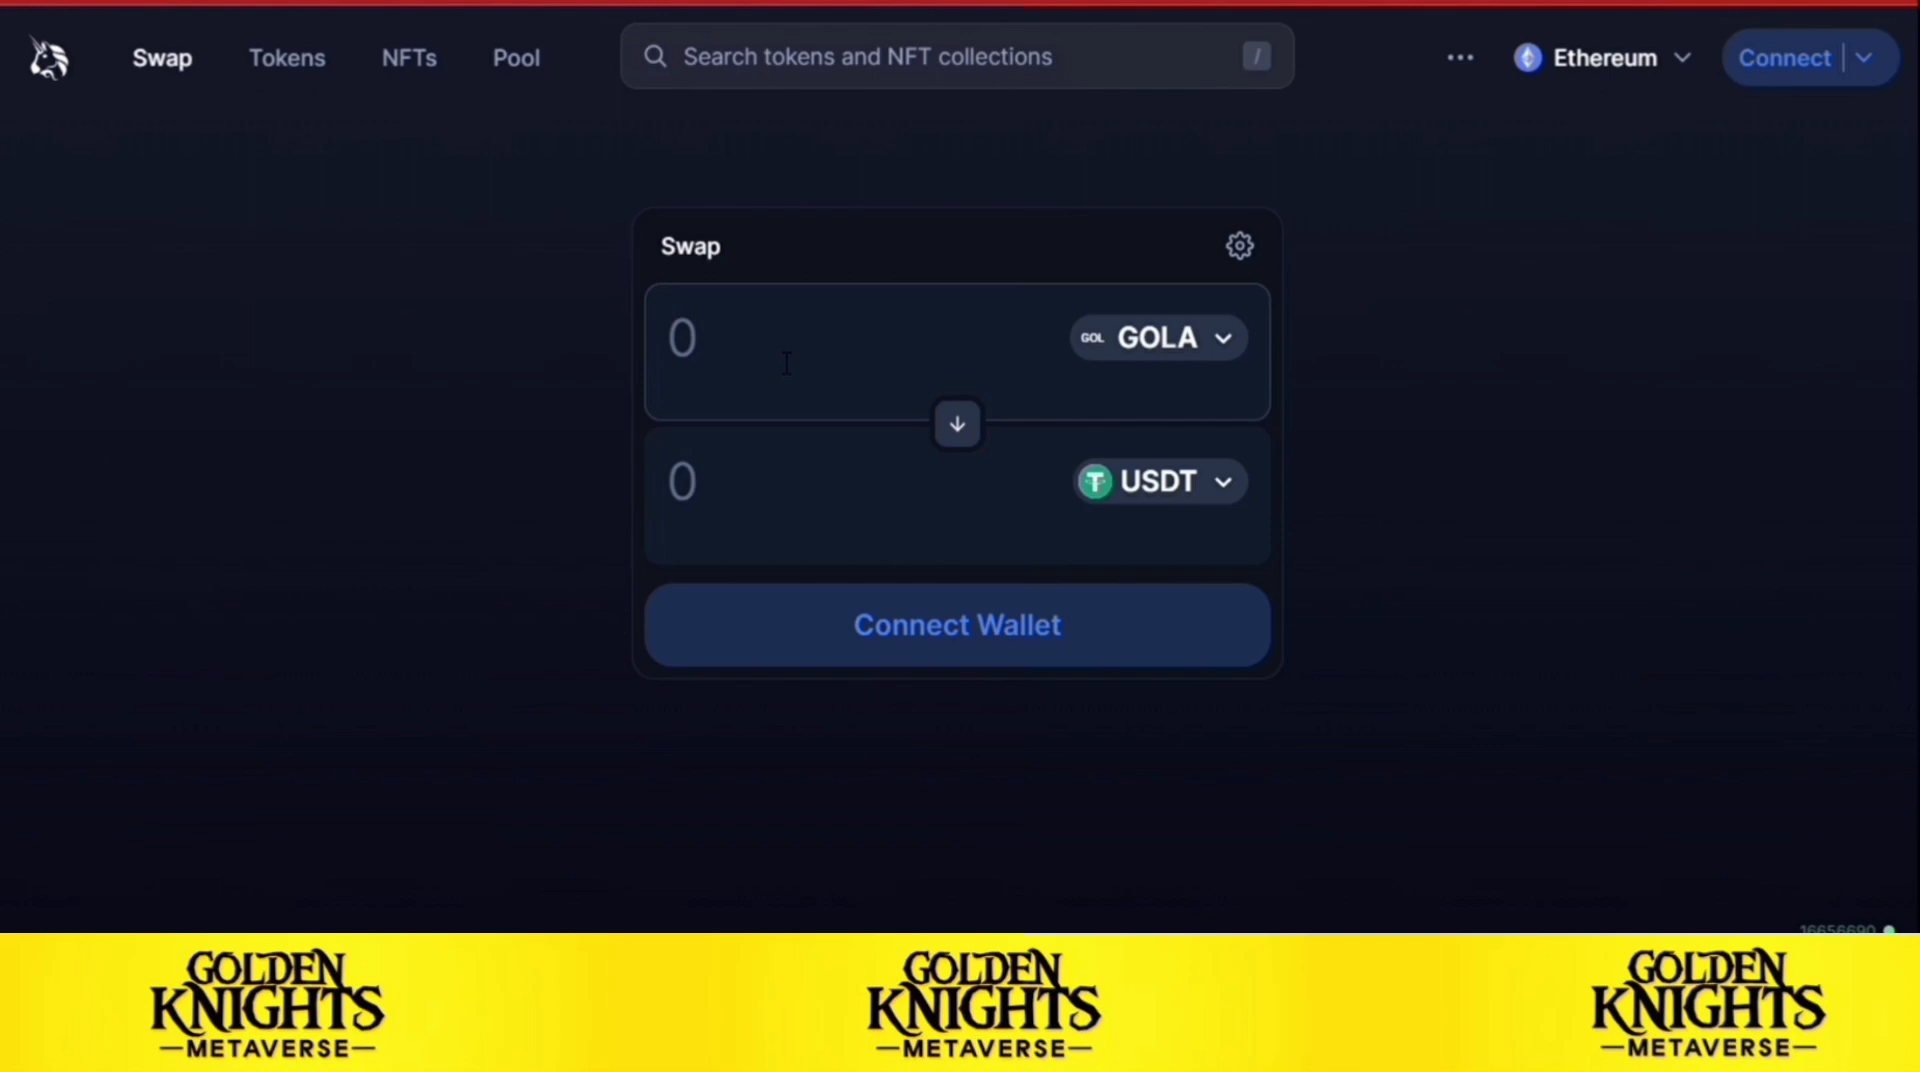 Swap Tokens NFTs Pool Search tokens and NFT collections / Ethereum Connect
Swap
0 GOL GOLA
0 USDT
Connect Wallet
16656690
GOLDEN GOLDEN GOLDEN
KNIGHTS KNIGHTS KNIGHTS
METAVERSE METAVERSE METAVERSE